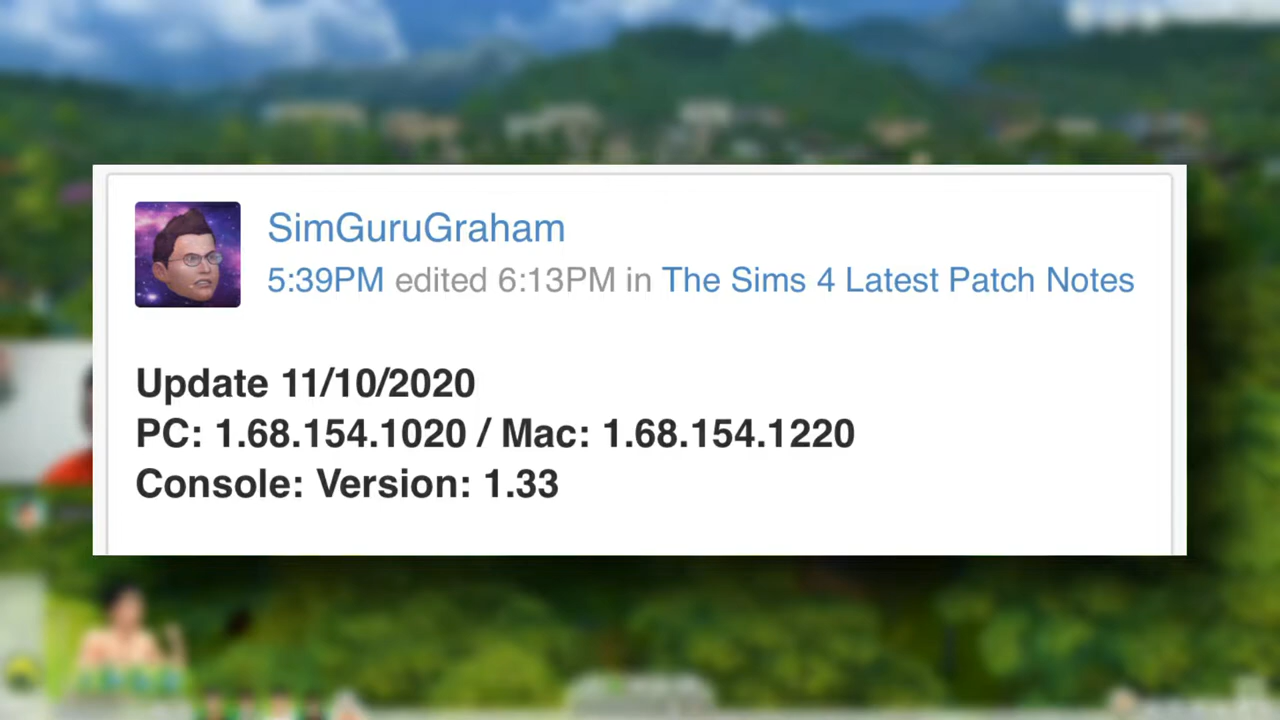 SimGuruGraham
5:39PM edited 6:13PM in The Sims 4 Latest Patch Notes
Update 11/10/2020
PC: 1.68.154.1020 / Mac: 1.68.154.1220
Console: Version: 1.33